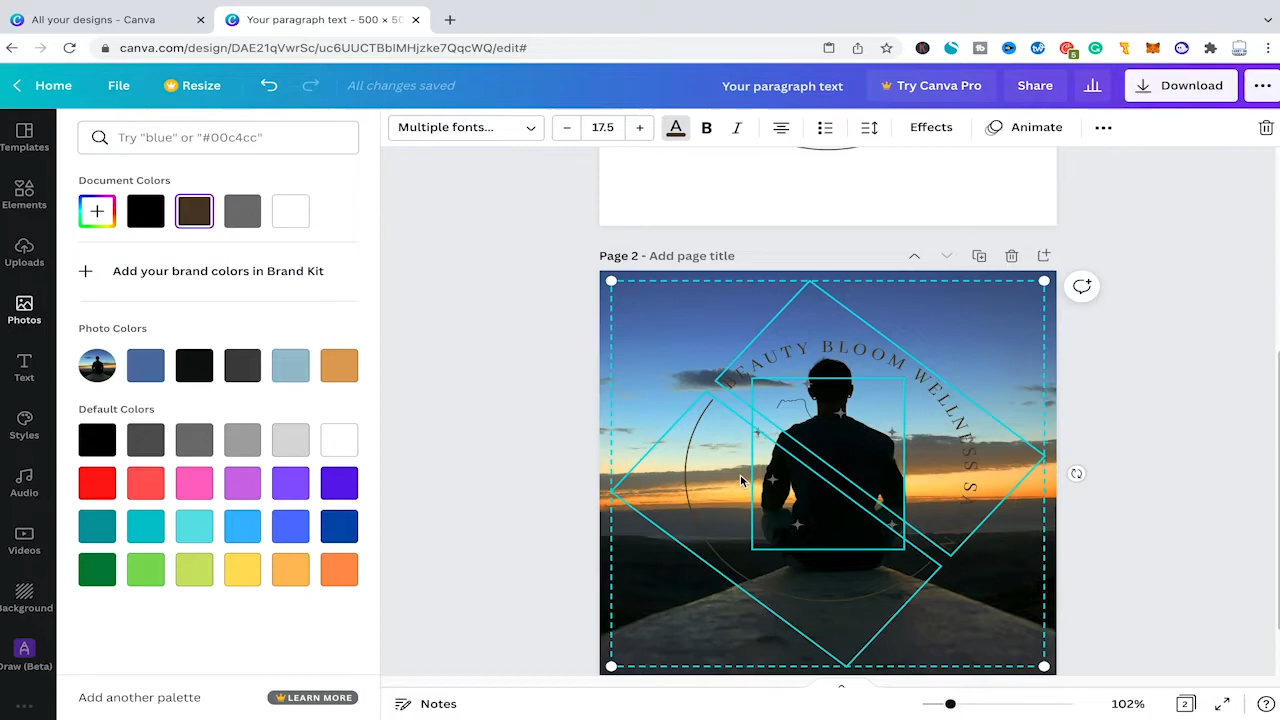 All your designs - Canva
Your paragraph text - 500 × 50
canva.com/design/DAE21qVwrSc/uc6UUCTBblMHjzke7QqcWQ/edit#
5
Home
File
Resize
All changes saved
Your paragraph text
Try Canva Pro
Share
Download
Templates
Elements
Uploads
Photos
Text
Styles
Audio
Videos
Background
Draw (Beta)
Try "blue" or "#00c4cc"
Document Colors
Add your brand colors in Brand Kit
Photo Colors
Default Colors
Add another palette
LEARN MORE
Multiple fonts...
– 17.5 +
A
B
I
Effects
Animate
Page 2 - Add page title
BEAUTY BLOOM WELLNESS
Notes
102%
2